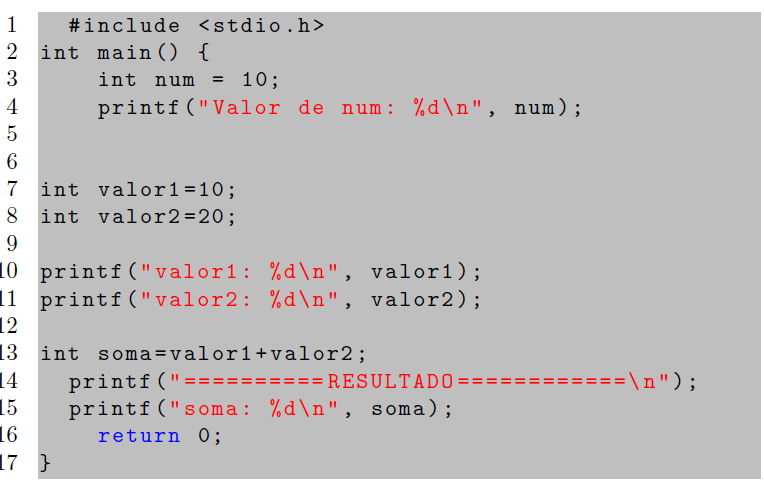 1 #include <stdio.h>
2 int main() {
3 int num = 10;
4 printf("Valor de num: %d\n", num);
5
6
7 int valor1=10;
8 int valor2=20;
9
10 printf("valor1: %d\n", valor1);
11 printf("valor2: %d\n", valor2);
12
13 int soma=valor1+valor2;
14 printf("==========RESULTADO============\n");
15 printf("soma: %d\n", soma);
16 return 0;
17 }